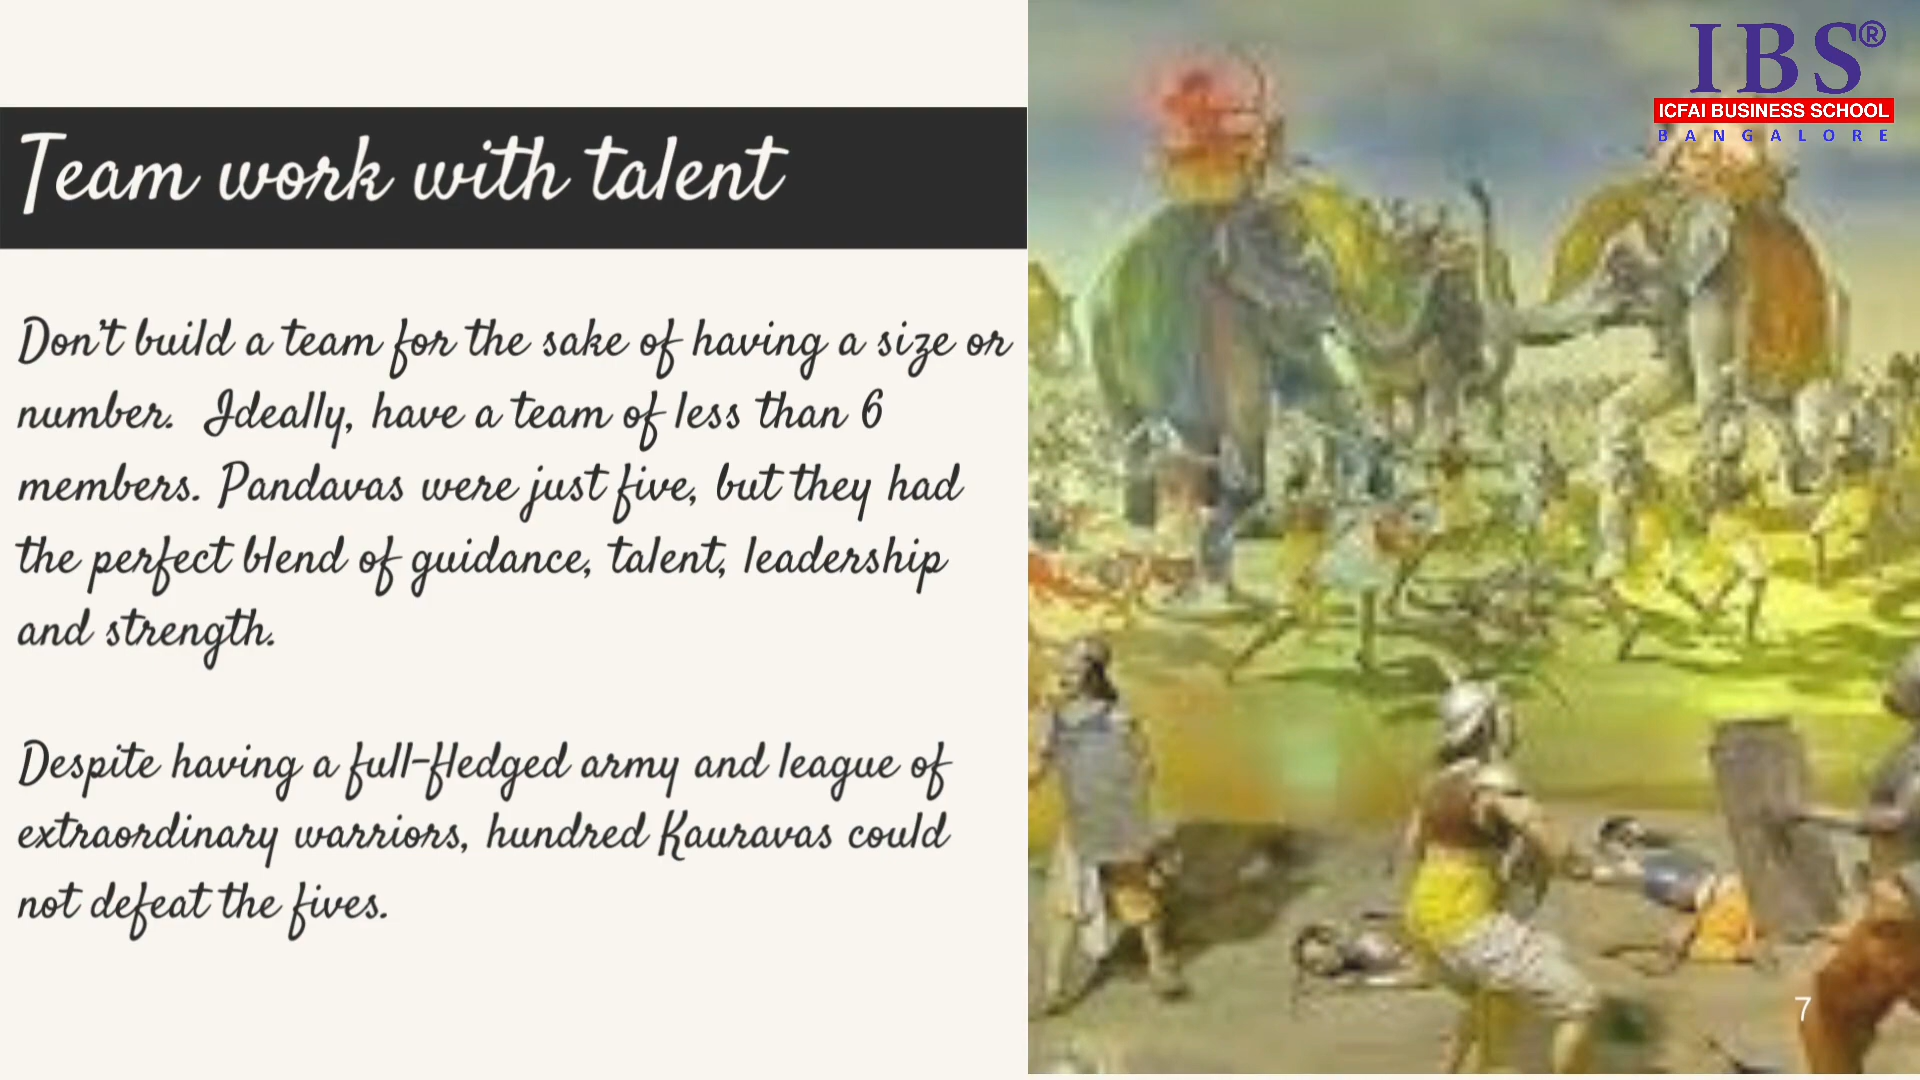 Team work with talent
Don't build a team for the sake of having a size or
number. Ideally, have a team of less than 6
members. Pandavas were just five, but they had
the perfect blend of guidance, talent, leadership
and strength.
Despite having a full-fledged army and league of
extraordinary warriors, hundred Kauravas could
not defeat the fives.
IBS®
ICFAI BUSINESS SCHOOL
BANGALORE
7